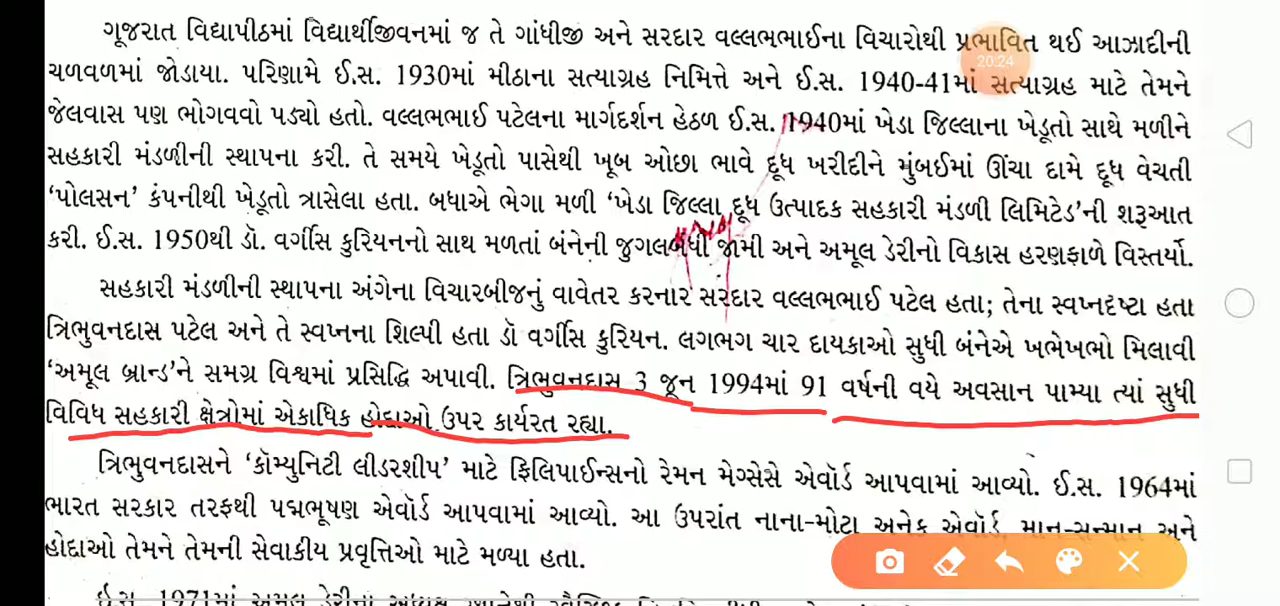 ગૂજરાત વિદ્યાપીઠમાં વિદ્યાર્થીજીવનમાં જ તે ગાંધીજી અને સરદાર વલ્લભભાઈના વિચારોથી પ્રભાવિત થઈ આઝાદીની
20:24
ચળવળમાં જોડાયા. પરિણામે ઈ.સ. 1930માં મીઠાના સત્યાગ્રહ નિમિત્તે અને ઈ.સ. 1940-41માં સત્યાગ્રહ માટે તેમને
જેલવાસ પણ ભોગવવો પડ્યો હતો. વલ્લભભાઈ પટેલના માર્ગદર્શન હેઠળ ઈ.સ. 1940માં ખેડા જિલ્લાના ખેડૂતો સાથે મળીને
સહકારી મંડળીની સ્થાપના કરી. તે સમયે ખેડૂતો પાસેથી ખૂબ ઓછા ભાવે દૂધ ખરીદીને મુંબઈમાં ઊંચા દામે દૂધ વેચતી
‘પોલસન’ કંપનીથી ખેડૂતો ત્રાસેલા હતા. બધાએ ભેગા મળી ‘ખેડા જિલ્લા દૂધ ઉત્પાદક સહકારી મંડળી લિમિટેડ’ની શરૂઆત
કરી. ઈ.સ. 1950થી ડૉ. વર્ગીસ કુરિયનનો સાથ મળતાં બંનેની જુગલબંધી જામી અને અમૂલ ડેરીનો વિકાસ હરણફાળે વિસ્તર્યો.
સહકારી મંડળીની સ્થાપના અંગેના વિચારબીજનું વાવેતર કરનાર સરદાર વલ્લભભાઈ પટેલ હતા; તેના સ્વપ્નદૃષ્ટા હતા
ત્રિભુવનદાસ પટેલ અને તે સ્વપ્નના શિલ્પી હતા ડૉ વર્ગીસ કુરિયન. લગભગ ચાર દાયકાઓ સુધી બંનેએ ખભેખભો મિલાવી
‘અમૂલ બ્રાન્ડ’ને સમગ્ર વિશ્વમાં પ્રસિદ્ધિ અપાવી. ત્રિભુવનદાસ 3 જૂન 1994માં 91 વર્ષની વયે અવસાન પામ્યા ત્યાં સુધી
વિવિધ સહકારી ક્ષેત્રોમાં એકાધિક હોદ્દાઓ ઉપર કાર્યરત રહ્યા.
ત્રિભુવનદાસને ‘કૉમ્યુનિટી લીડરશીપ’ માટે ફિલિપાઈન્સનો રેમન મેગ્સેસે એવૉર્ડ આપવામાં આવ્યો. ઈ.સ. 1964માં
ભારત સરકાર તરફથી પદ્મભૂષણ એવૉર્ડ આપવામાં આવ્યો. આ ઉપરાંત નાના-મોટા અનેક એવૉર્ડ, માન-સન્માન અને
હોદ્દાઓ તેમને તેમની સેવાકીય પ્રવૃત્તિઓ માટે મળ્યા હતા.
ઈ.સ. 1971માં અમૂલ ડેરીના